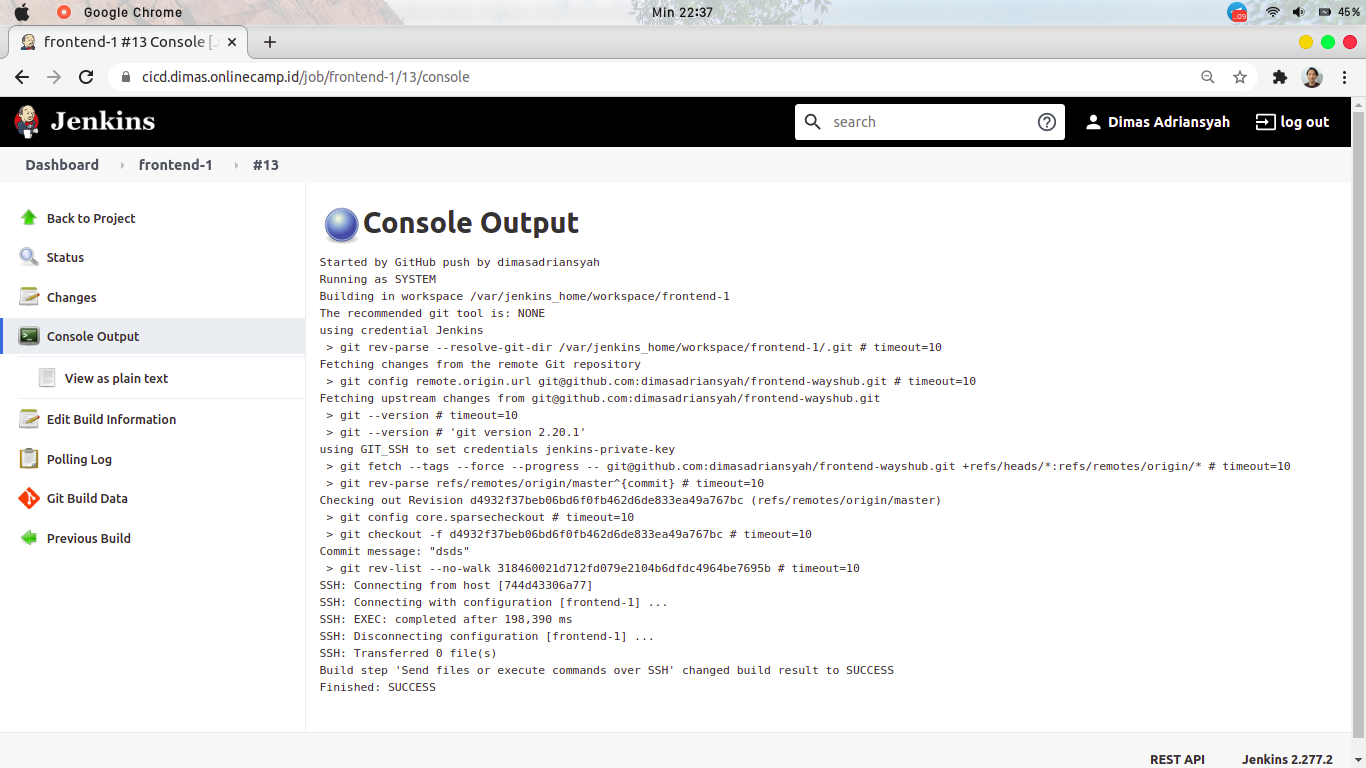 Google Chrome
Min 22:37
45%
frontend-1 #13 Console [
cicd.dimas.onlinecamp.id/job/frontend-1/13/console
Jenkins
search
Dimas Adriansyah
log out
Dashboard
frontend-1
#13
Back to Project
Status
Changes
Console Output
View as plain text
Edit Build Information
Polling Log
Git Build Data
Previous Build
Console Output
Started by GitHub push by dimasadriansyah
Running as SYSTEM
Building in workspace /var/jenkins_home/workspace/frontend-1
The recommended git tool is: NONE
using credential Jenkins
> git rev-parse --resolve-git-dir /var/jenkins_home/workspace/frontend-1/.git # timeout=10
Fetching changes from the remote Git repository
> git config remote.origin.url git@github.com:dimasadriansyah/frontend-wayshub.git # timeout=10
Fetching upstream changes from git@github.com:dimasadriansyah/frontend-wayshub.git
> git --version # timeout=10
> git --version # 'git version 2.20.1'
using GIT_SSH to set credentials jenkins-private-key
> git fetch --tags --force --progress -- git@github.com:dimasadriansyah/frontend-wayshub.git +refs/heads/*:refs/remotes/origin/* # timeout=10
> git rev-parse refs/remotes/origin/master^{commit} # timeout=10
Checking out Revision d4932f37beb06bd6f0fb462d6de833ea49a767bc (refs/remotes/origin/master)
> git config core.sparsecheckout # timeout=10
> git checkout -f d4932f37beb06bd6f0fb462d6de833ea49a767bc # timeout=10
Commit message: "dsds"
> git rev-list --no-walk 318460021d712fd079e2104b6dfdc4964be7695b # timeout=10
SSH: Connecting from host [744d43306a77]
SSH: Connecting with configuration [frontend-1] ...
SSH: EXEC: completed after 198,390 ms
SSH: Disconnecting configuration [frontend-1] ...
SSH: Transferred 0 file(s)
Build step 'Send files or execute commands over SSH' changed build result to SUCCESS
Finished: SUCCESS
REST API
Jenkins 2.277.2